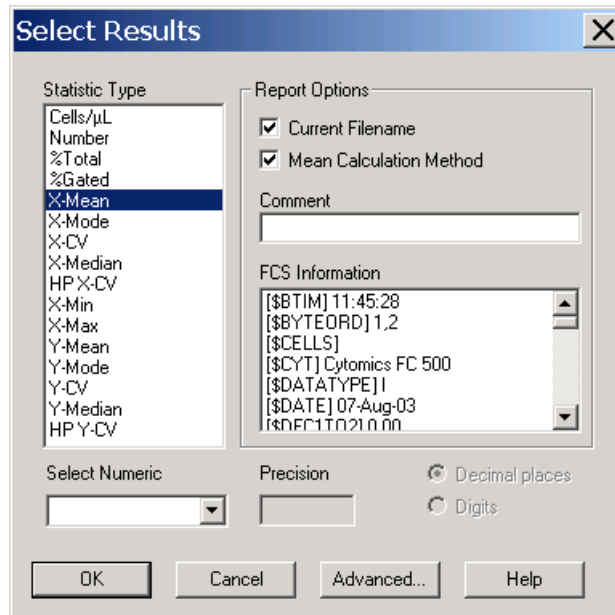 Select Results
Statistic Type
Cells/µL
Number
%Total
%Gated
X-Mean
X-Mode
X-CV
X-Median
HP X-CV
X-Min
X-Max
Y-Mean
Y-Mode
Y-CV
Y-Median
HP Y-CV
Report Options
Current Filename
Mean Calculation Method
Comment
FCS Information
[$BTIM] 11:45:28
[$BYTEORD] 1,2
[$CELLS]
[$CYT] Cytomics FC 500
[$DATATYPE] I
[$DATE] 07-Aug-03
[$DFC1TO2] 0.00
Select Numeric
Precision
Decimal places
Digits
OK
Cancel
Advanced...
Help